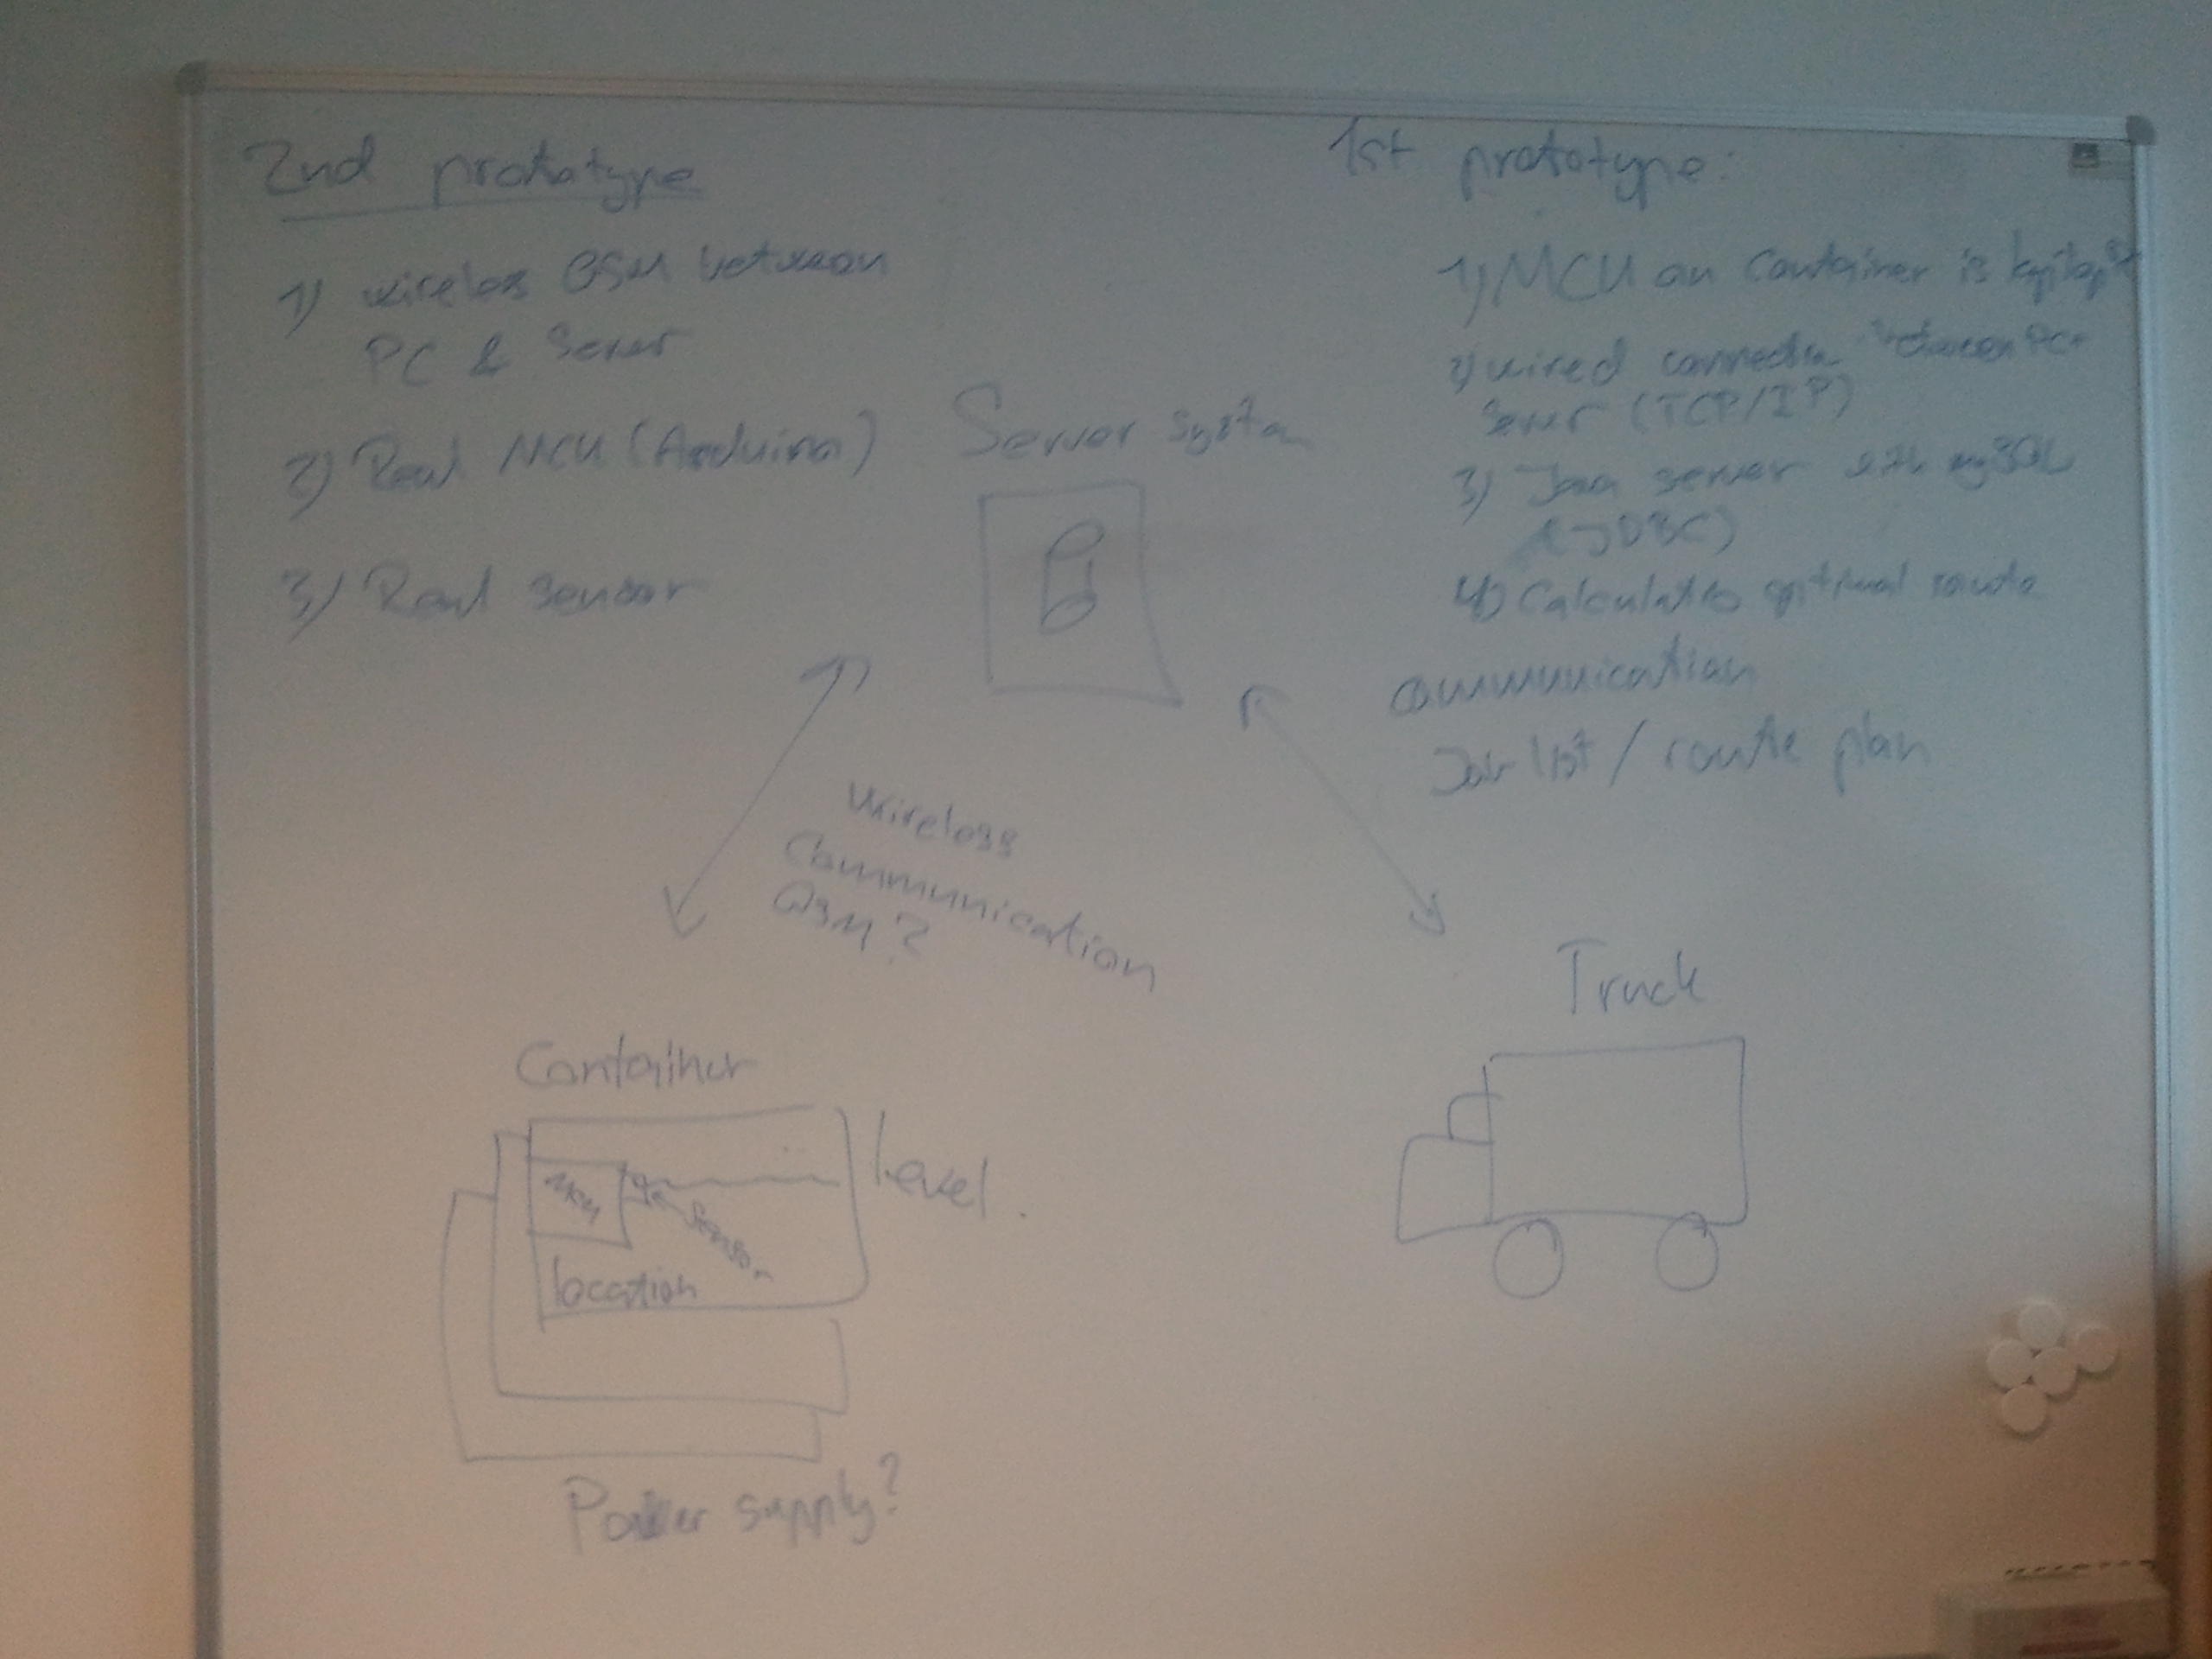 2nd prototype
1) wireless GSM between
PC & Server
2) Real MCU (Arduino)
3) Real sensor
Server system
1st prototype:
1) MCU on Container is
2) wired connection between PC+
Server (TCP/IP)
3) Java server with mySQL
(JDBC)
4) Calculates optimal route
communication
Job list / route plan
Wireless
Communication
GSM?
Container
MCU
Sensor
level.
location
Power supply?
Truck